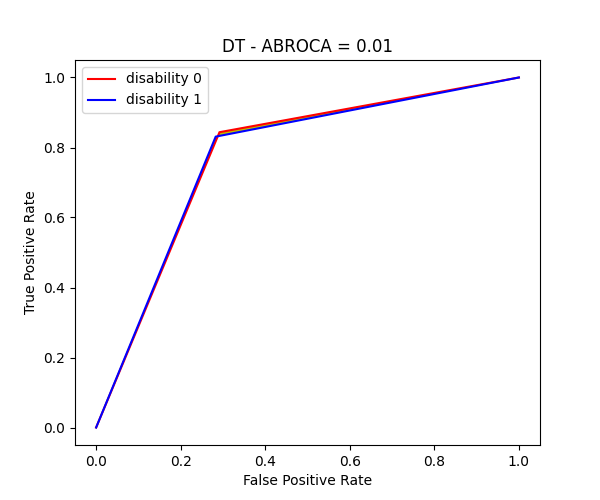 DT - ABROCA = 0.01
disability 0
disability 1
True Positive Rate
1.0
0.8
0.6
0.4
0.2
0.0
0.0 0.2 0.4 0.6 0.8 1.0
False Positive Rate